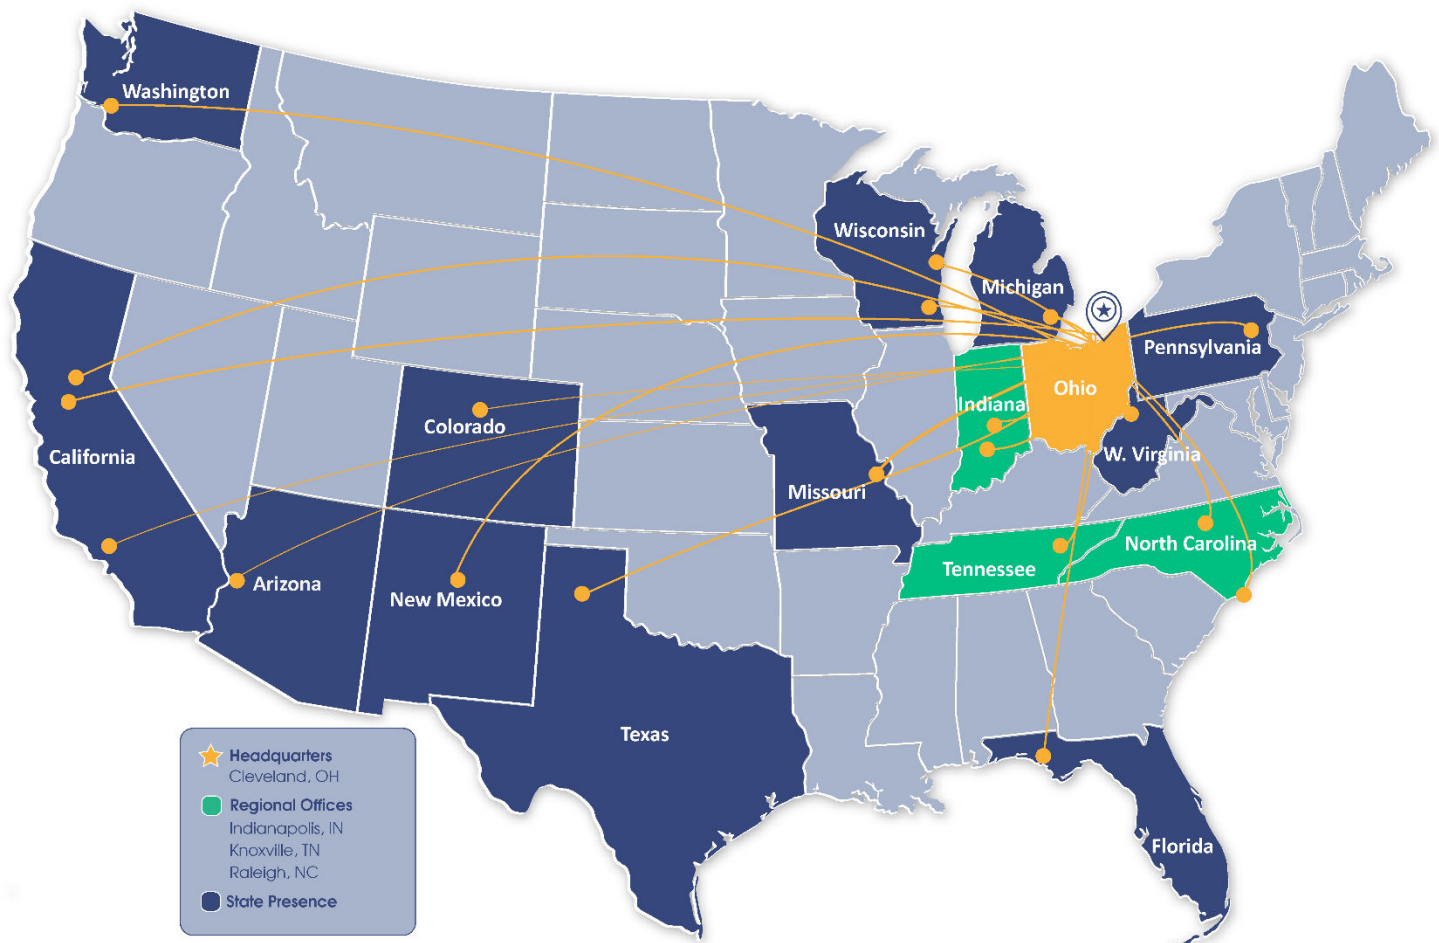 Washington
Wisconsin
Michigan
Pennsylvania
Ohio
Indiana
Colorado
California
W. Virginia
Missouri
North Carolina
Tennessee
Arizona
New Mexico
Texas
Florida
Headquarters
Cleveland, OH
Regional Offices
Indianapolis, IN
Knoxville, TN
Raleigh, NC
State Presence